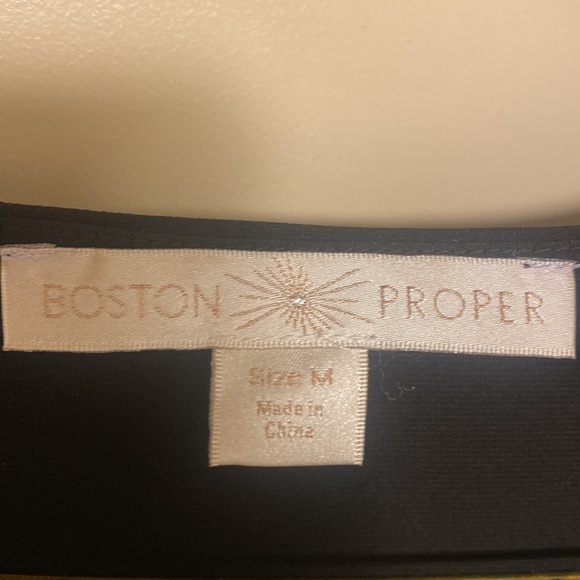 BOSTON PROPER
Size M
Made in
China